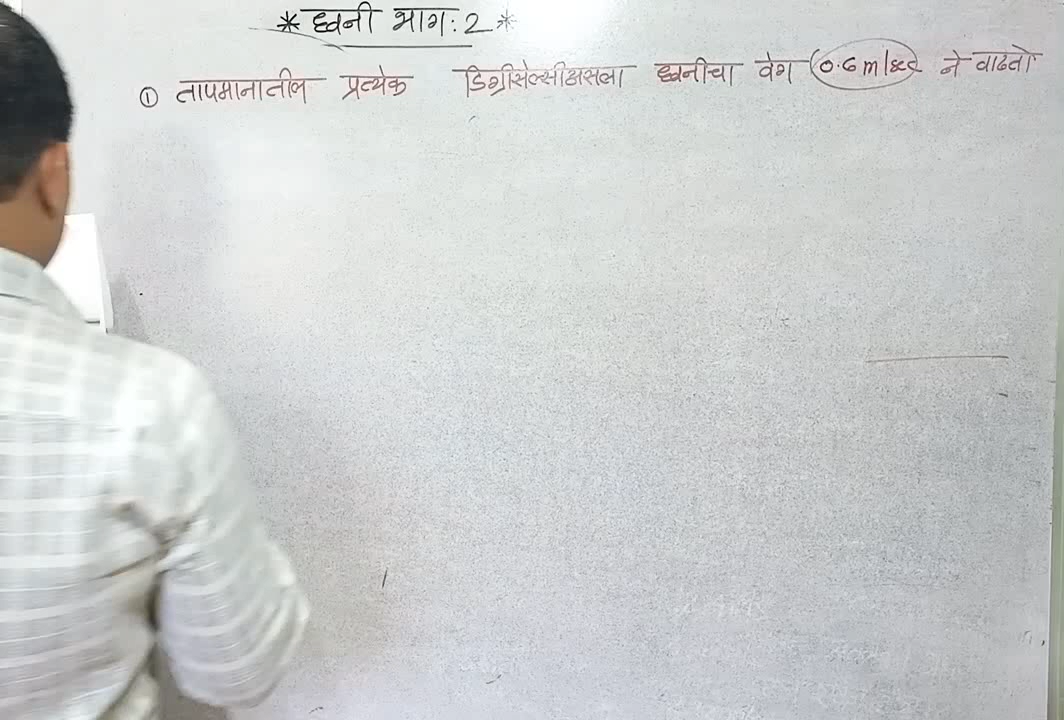 * ध्वनी भाग: 2 *
① तापमानातील प्रत्येक डिग्रीसेल्सीअसला ध्वनीचा वेग 0.6 m/sec ने वाढतो